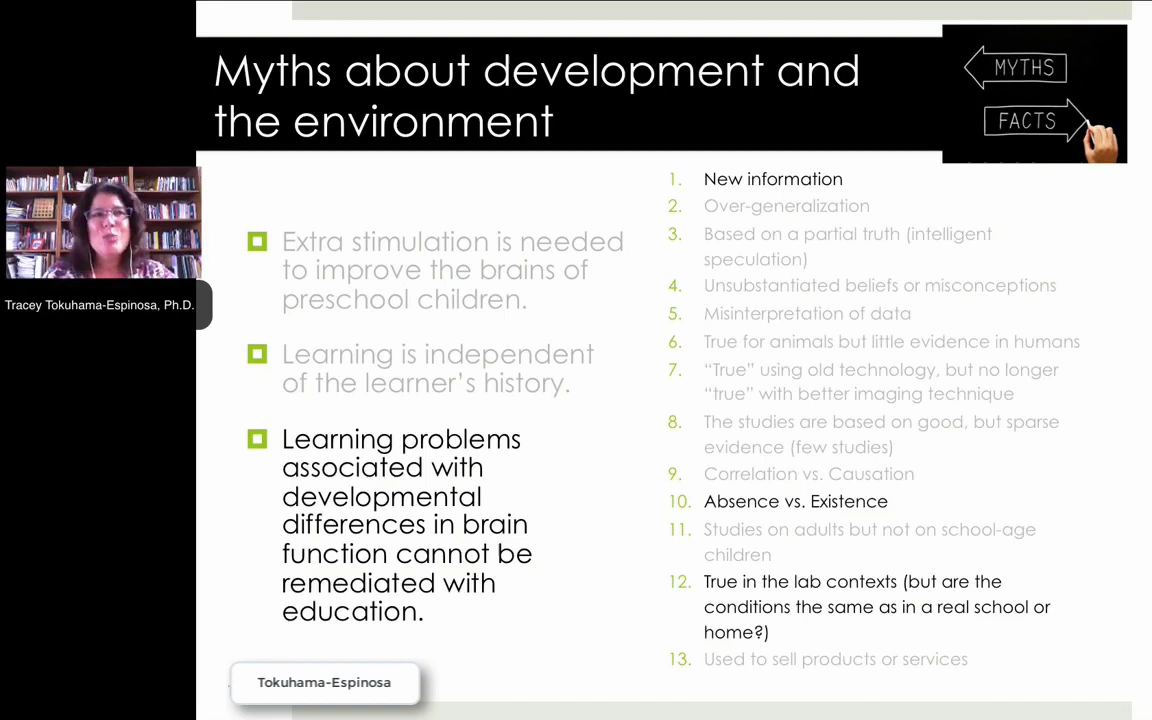 Myths about development and
the environment
MYTHS
FACTS
Tracey Tokuhama-Espinosa, Ph.D.
Extra stimulation is needed
to improve the brains of
preschool children.
Learning is independent
of the learner’s history.
Learning problems
associated with
developmental
differences in brain
function cannot be
remediated with
education.
1. New information
2. Over-generalization
3. Based on a partial truth (intelligent
speculation)
4. Unsubstantiated beliefs or misconceptions
5. Misinterpretation of data
6. True for animals but little evidence in humans
7. “True” using old technology, but no longer
“true” with better imaging technique
8. The studies are based on good, but sparse
evidence (few studies)
9. Correlation vs. Causation
10. Absence vs. Existence
11. Studies on adults but not on school-age
children
12. True in the lab contexts (but are the
conditions the same as in a real school or
home?)
13. Used to sell products or services
Tokuhama-Espinosa